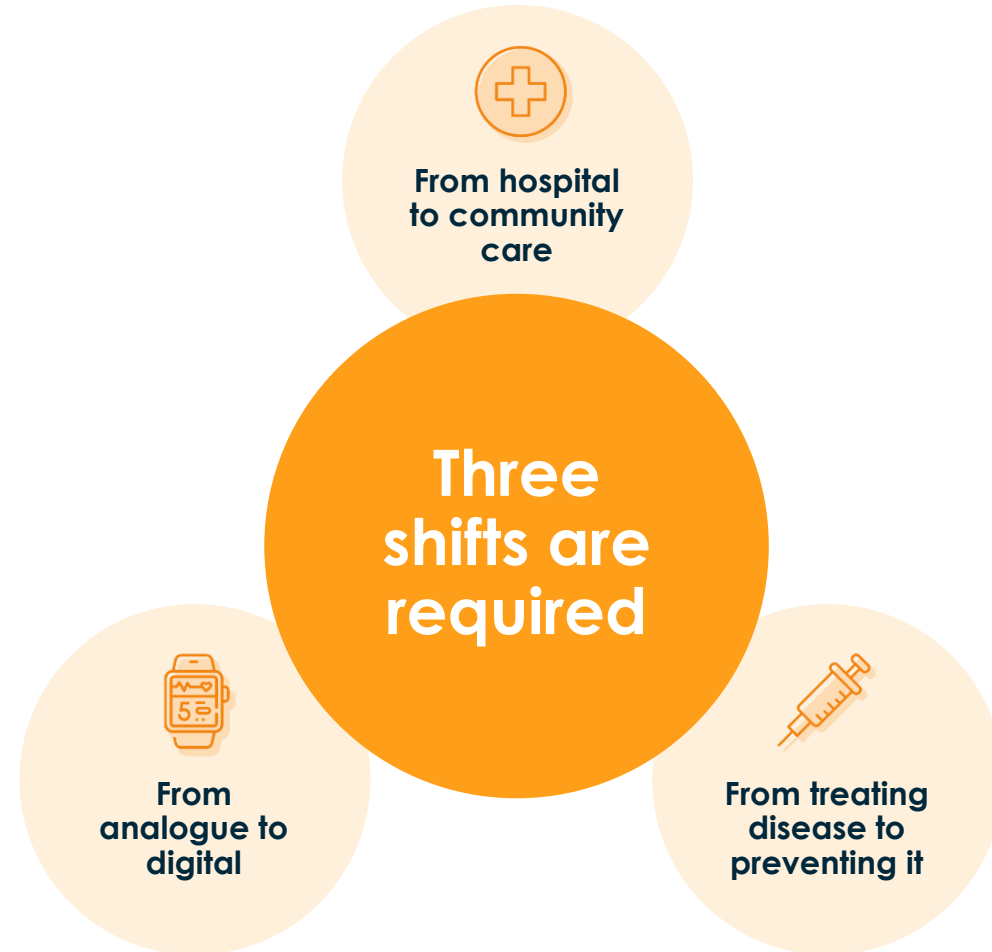 From hospital
to community
care
Three
shifts are
required
5
From
analogue to
digital
From treating
disease to
preventing it